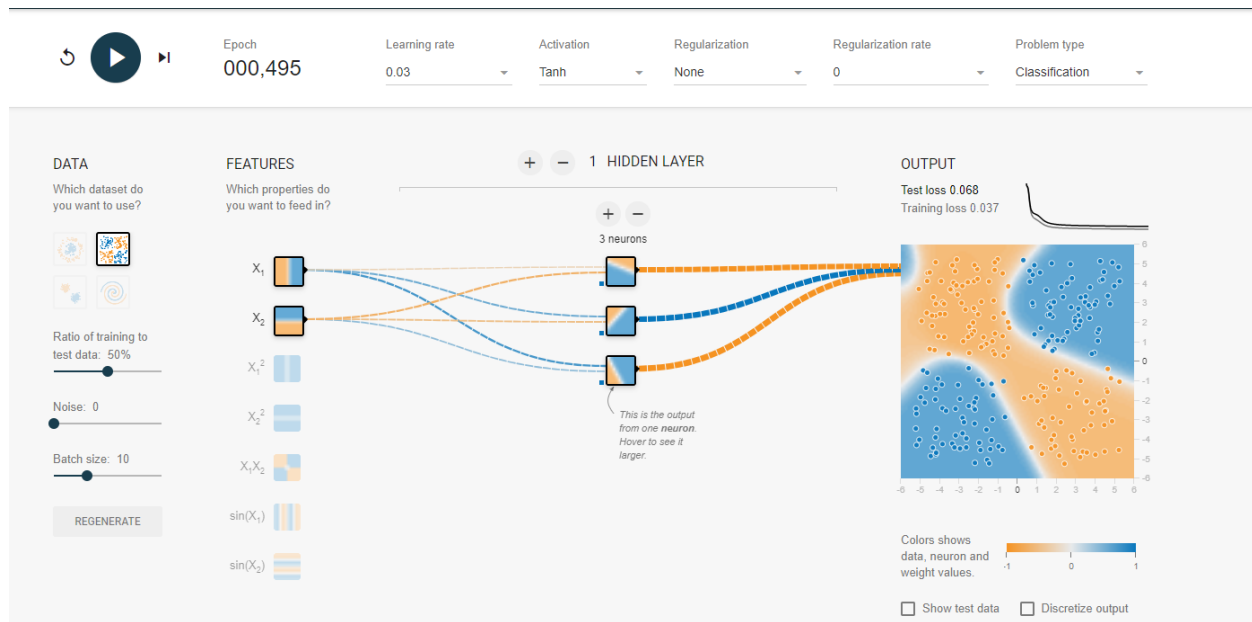 Epoch
000,495
Learning rate
0.03
Activation
Tanh
Regularization
None
Regularization rate
0
Problem type
Classification
DATA
Which dataset do
you want to use?
Ratio of training to
test data: 50%
Noise: 0
Batch size: 10
REGENERATE
FEATURES
Which properties do
you want to feed in?
X₁
X₂
X₁²
X₂²
X₁X₂
sin(X₁)
sin(X₂)
+ − 1 HIDDEN LAYER
+ −
3 neurons
This is the output
from one neuron.
Hover to see it
larger.
OUTPUT
Test loss 0.068
Training loss 0.037
6
5
4
3
2
1
0
-1
-2
-3
-4
-5
-6
-6 -5 -4 -3 -2 -1 0 1 2 3 4 5 6
Colors shows
data, neuron and
weight values.
-1 0 1
Show test data
Discretize output